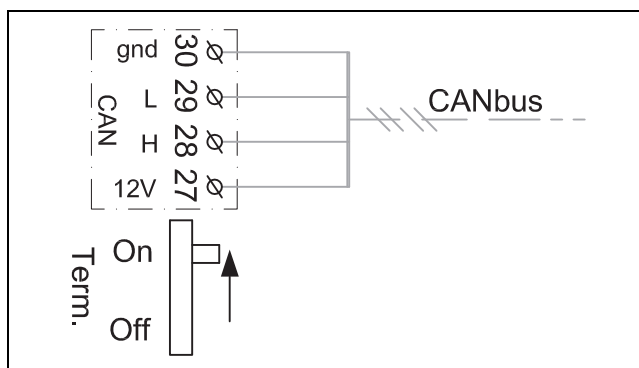 gnd 30
L 29
CANbus
CAN
H 28
12V 27
On
Term.
Off